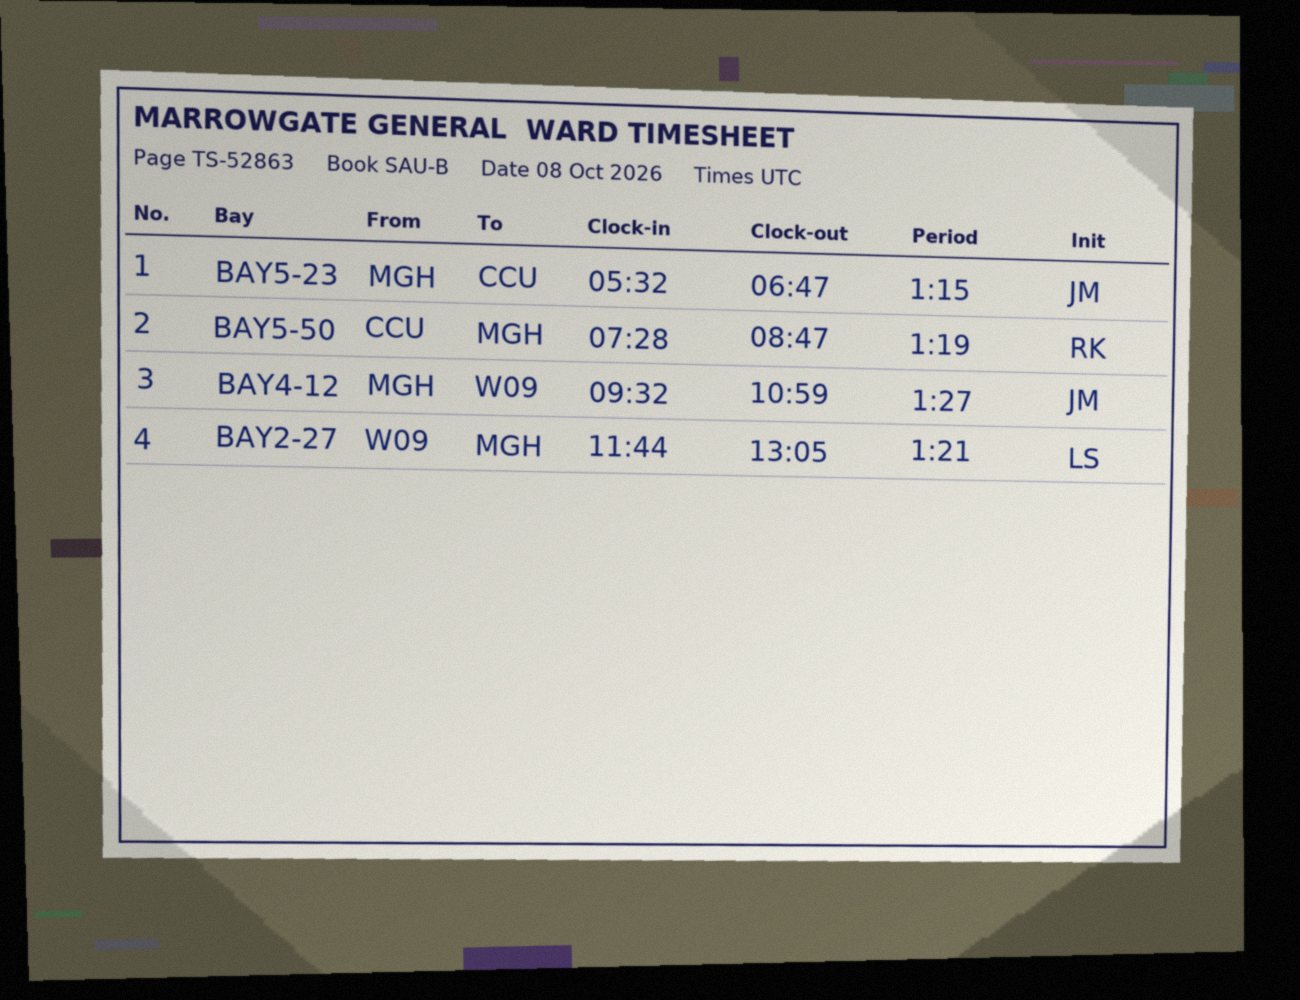 MARROWGATE GENERAL WARD TIMESHEET
Page TS-52863 Book SAU-B Date 08 Oct 2026 Times UTC
No. Bay From To Clock-in Clock-out Period Init
1 BAY5-23 MGH CCU 05:32 06:47 1:15 JM
2 BAY5-50 CCU MGH 07:28 08:47 1:19 RK
3 BAY4-12 MGH W09 09:32 10:59 1:27 JM
4 BAY2-27 W09 MGH 11:44 13:05 1:21 LS